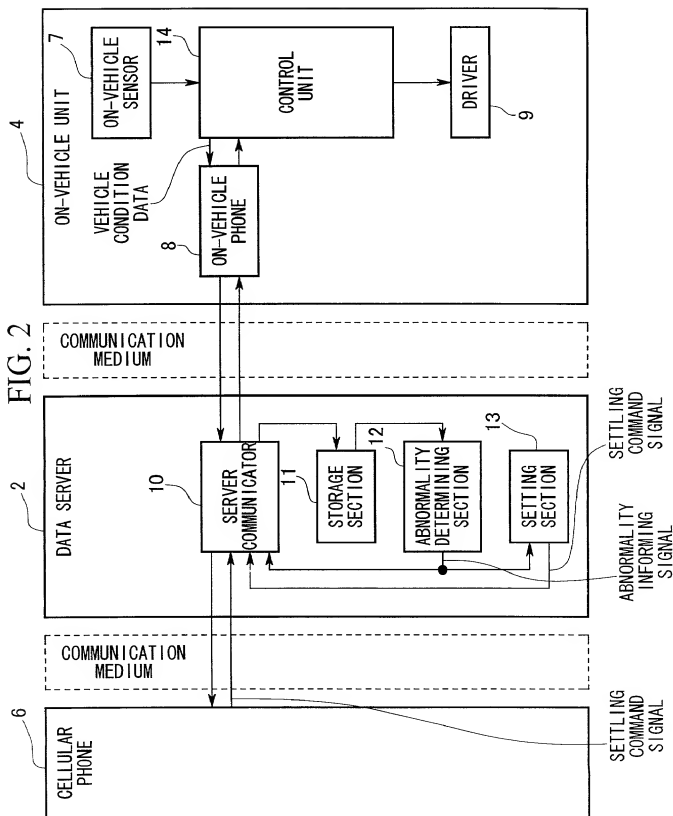 FIG. 2
6
CELLULAR
PHONE
COMMUNICATION
MEDIUM
SETTLING
COMMAND
SIGNAL
2
DATA SERVER
10
SERVER
COMMUNICATOR
11
STORAGE
SECTION
12
ABNORMALITY
DETERMINING
SECTION
13
SETTING
SECTION
ABNORMALITY
INFORMING
SIGNAL
SETTLING
COMMAND
SIGNAL
COMMUNICATION
MEDIUM
4
ON-VEHICLE UNIT
7
ON-VEHICLE
SENSOR
VEHICLE
CONDITION
DATA
8
ON-VEHICLE
PHONE
14
CONTROL
UNIT
DRIVER
9